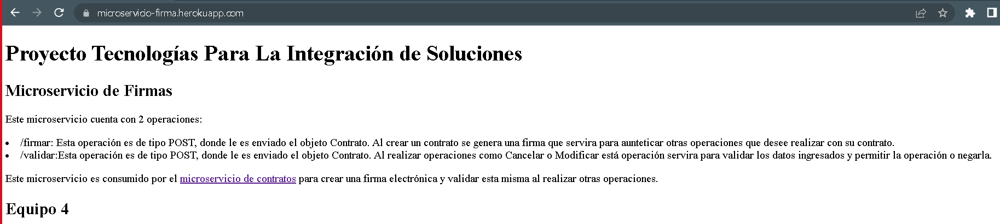 microservicio-firma.herokuapp.com
Proyecto Tecnologías Para La Integración de Soluciones
Microservicio de Firmas
Este microservicio cuenta con 2 operaciones:
• /firmar: Esta operación es de tipo POST, donde le es enviado el objeto Contrato. Al crear un contrato se genera una firma que servira para aunteticar otras operaciones que desee realizar con su contrato.
• /validar:Esta operación es de tipo POST, donde le es enviado el objeto Contrato. Al realizar operaciones como Cancelar o Modificar está operación servira para validar los datos ingresados y permitir la operación o negarla.
Este microservicio es consumido por el microservicio de contratos para crear una firma electrónica y validar esta misma al realizar otras operaciones.
Equipo 4